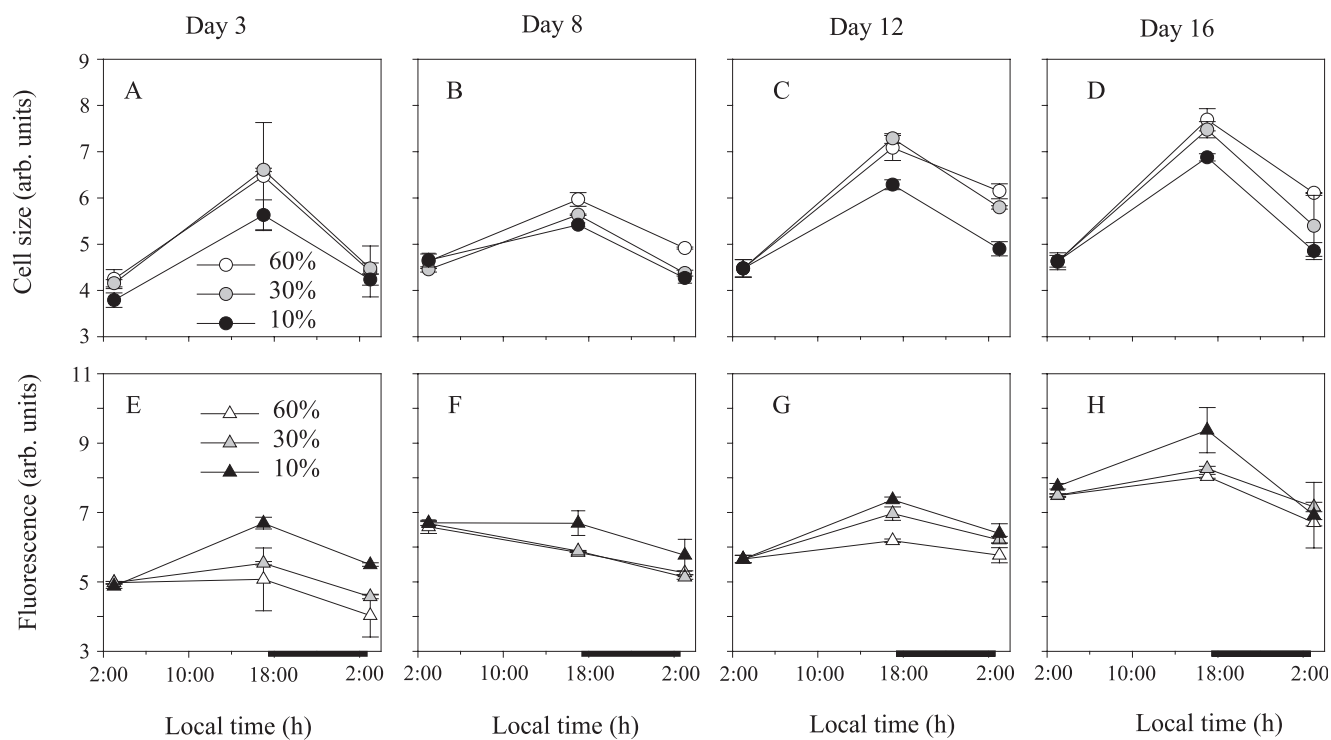 Day 3 Day 8 Day 12 Day 16
Cell size (arb. units)
9
8
7
6
5
4
3
A B C D
60%
30%
10%
Fluorescence (arb. units)
11
9
7
5
3
E F G H
60%
30%
10%
2:00 10:00 18:00 2:00 2:00 10:00 18:00 2:00 2:00 10:00 18:00 2:00 2:00 10:00 18:00 2:00
Local time (h) Local time (h) Local time (h) Local time (h)